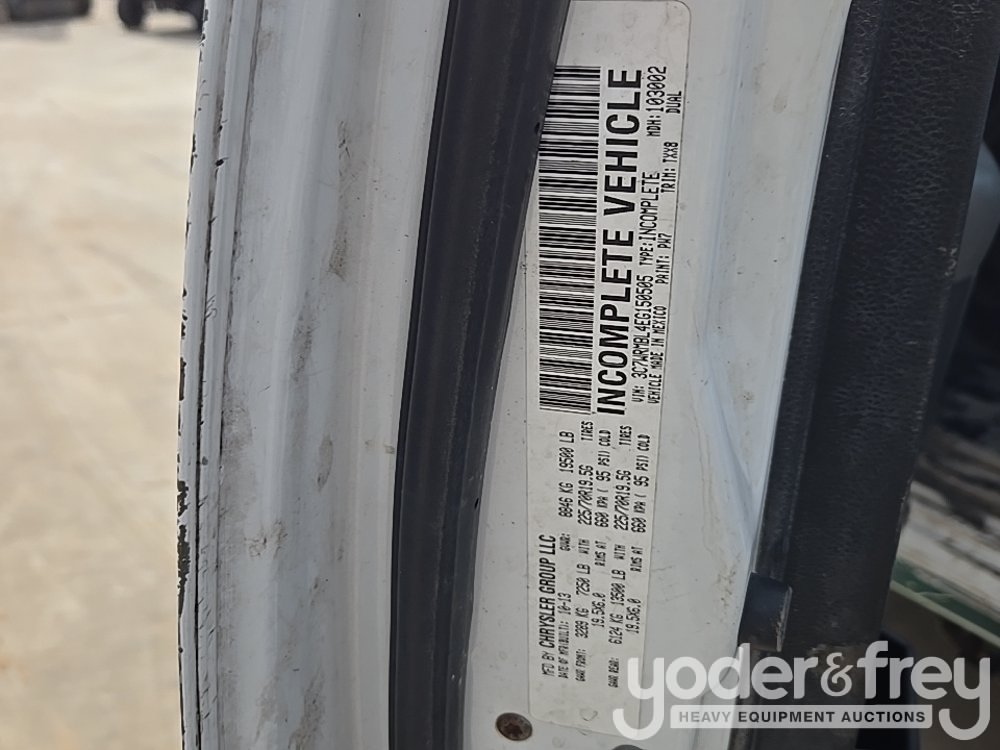 MFD BY CHRYSLER GROUP LLC
DATE OF MFR(BUILT): 10-13 GVWR: 8846 KG 19500 LB
GAWR FRONT: 3289 KG 7250 LB WITH 225/70R19.5G TIRES
19.5X6.0 RIMS AT 660 KPA ( 95 PSI) COLD
GAWR REAR: 6124 KG 13500 LB WITH 225/70R19.5G TIRES
19.5X6.0 RIMS AT 660 KPA ( 95 PSI) COLD
INCOMPLETE VEHICLE
VIN: 3C7WRMBL4EG150505 TYPE:INCOMPLETE MDH:103002
VEHICLE MADE IN MEXICO PAINT: PW7 TRIM: TXX8 DUAL
yoder&frey
HEAVY EQUIPMENT AUCTIONS